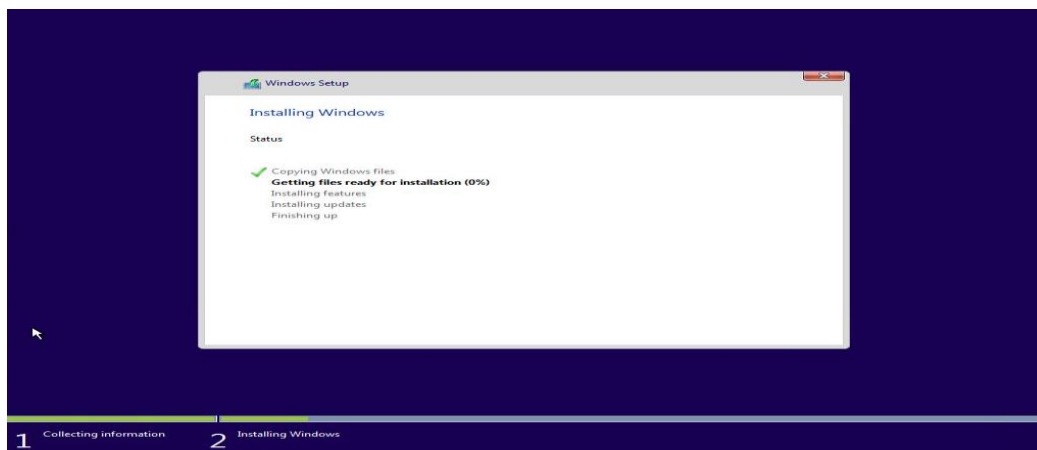 Windows Setup
Installing Windows
Status
Copying Windows files
Getting files ready for installation (0%)
Installing features
Installing updates
Finishing up
1 Collecting information 2 Installing Windows